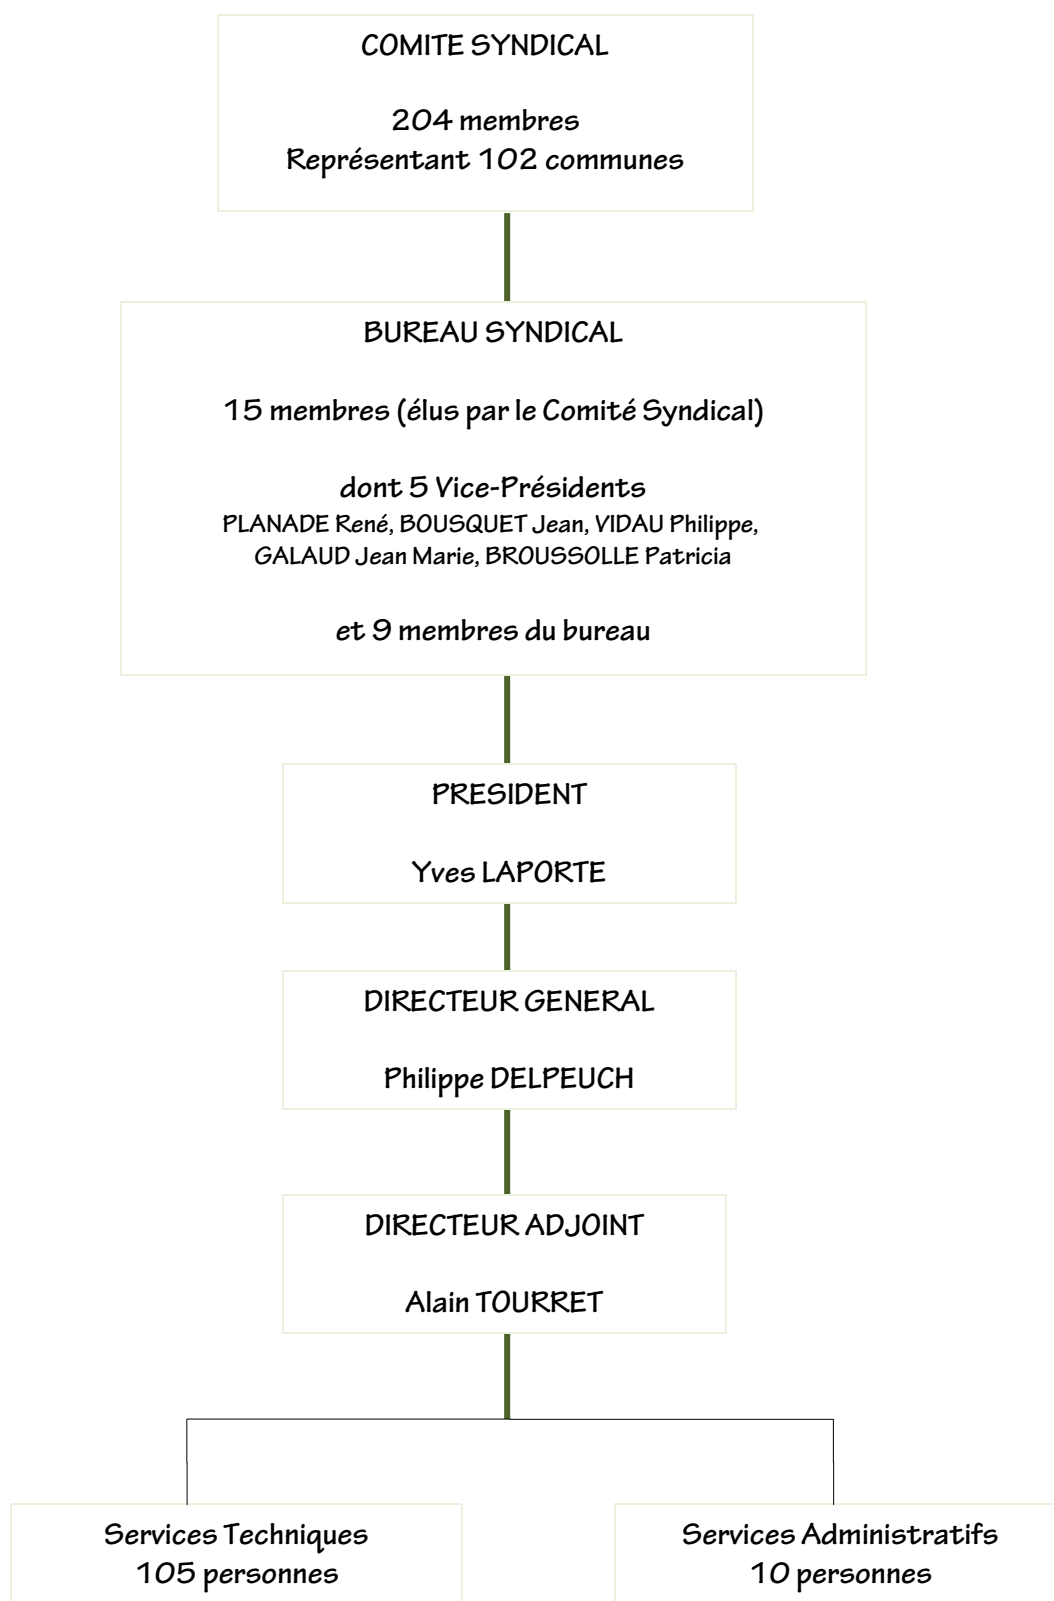 COMITE SYNDICAL
204 membres
Représentant 102 communes
BUREAU SYNDICAL
15 membres (élus par le Comité Syndical)
dont 5 Vice-Présidents
PLANADE René, BOUSQUET Jean, VIDAU Philippe,
GALAUD Jean Marie, BROUSSOLLE Patricia
et 9 membres du bureau
PRESIDENT
Yves LAPORTE
DIRECTEUR GENERAL
Philippe DELPEUCH
DIRECTEUR ADJOINT
Alain TOURRET
Services Techniques
105 personnes
Services Administratifs
10 personnes